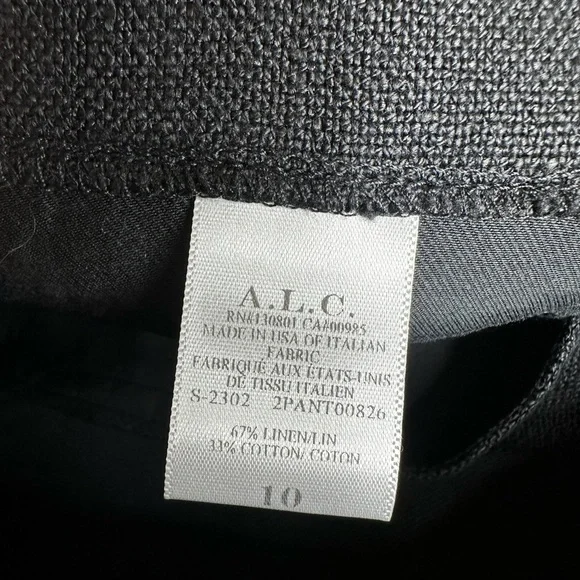 A.L.C.
RN#130801 CA#00985
MADE IN USA OF ITALIAN
FABRIC
FABRIQUÉ AUX ÉTATS-UNIS
DE TISSU ITALIEN
S-2302 2PANT00826
67% LINEN/LIN
33% COTTON/ COTON
10